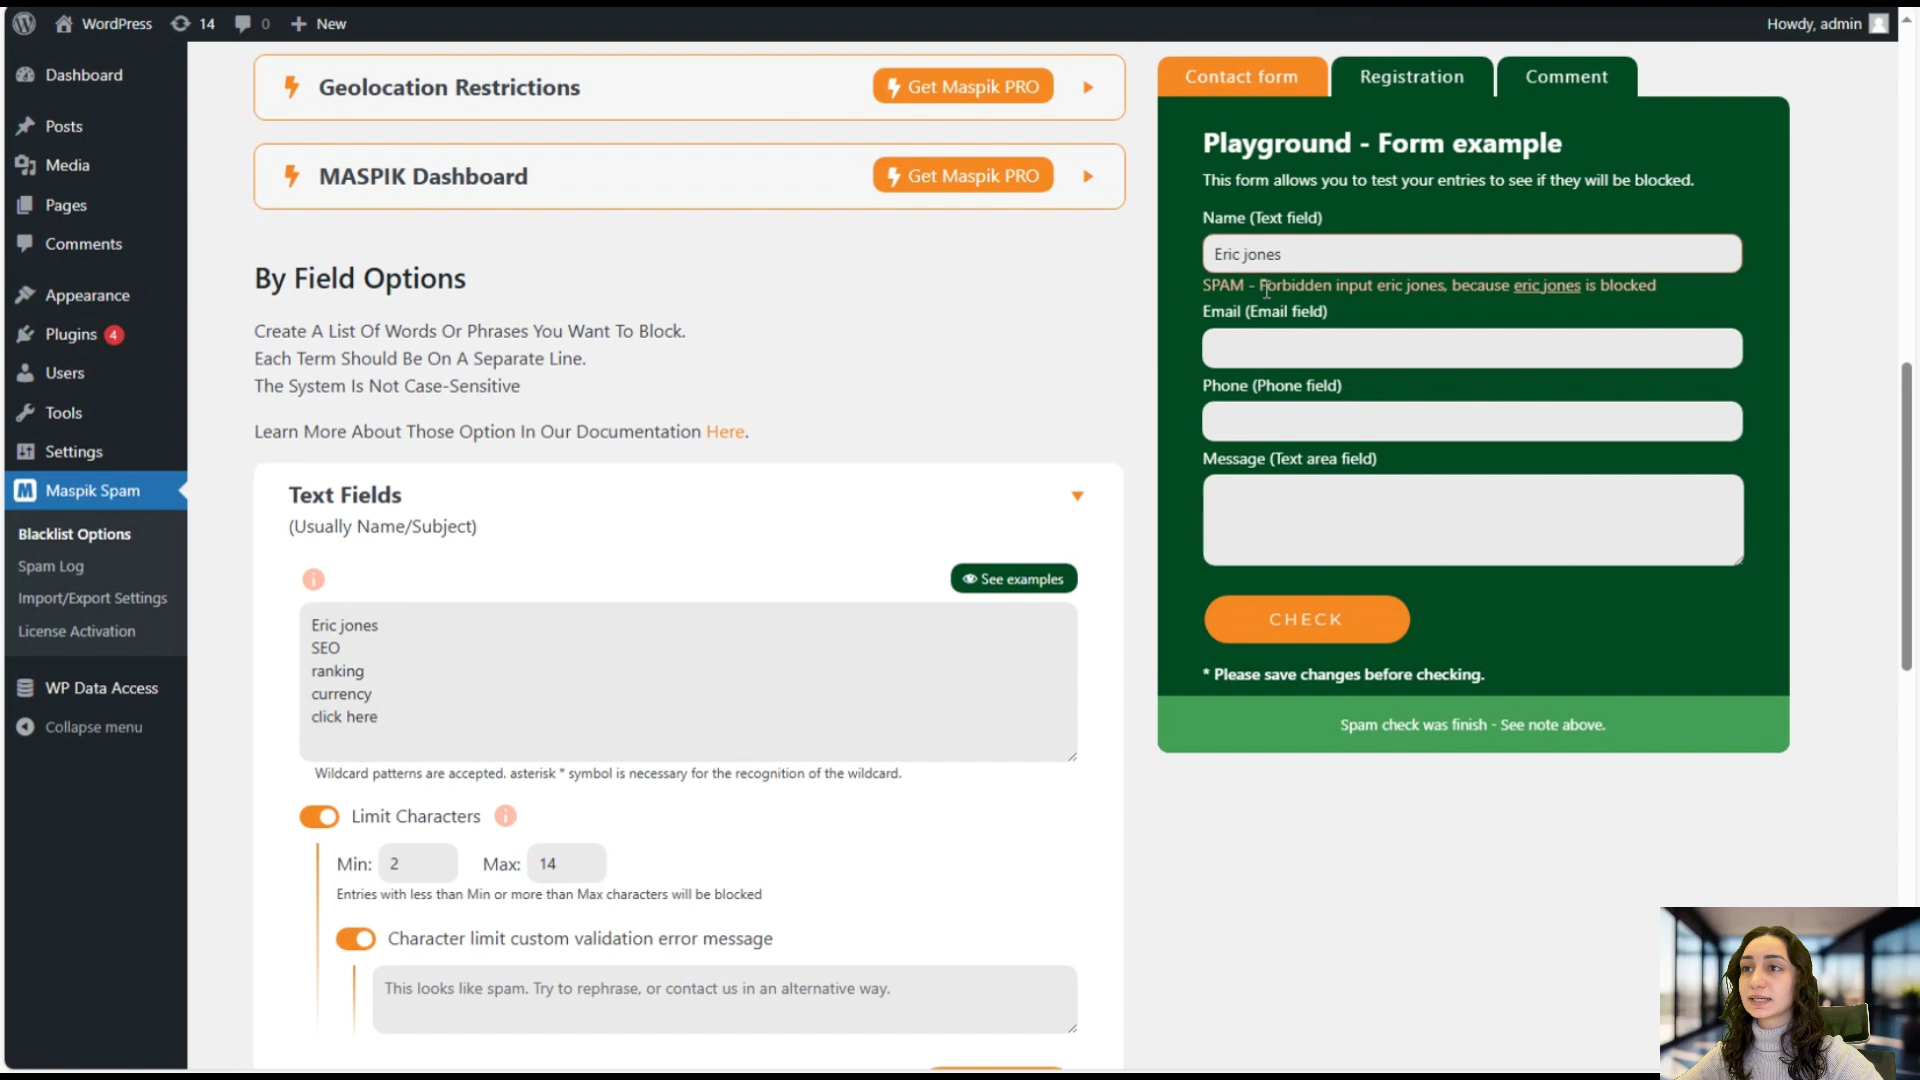 WordPress 14 0 New
Howdy, admin
Dashboard
Posts
Media
Pages
Comments
Appearance
Plugins 4
Users
Tools
Settings
Maspik Spam
Blacklist Options
Spam Log
Import/Export Settings
License Activation
WP Data Access
Collapse menu
Geolocation Restrictions
Get Maspik PRO
MASPIK Dashboard
Get Maspik PRO
By Field Options
Create A List Of Words Or Phrases You Want To Block.
Each Term Should Be On A Separate Line.
The System Is Not Case-Sensitive
Learn More About Those Option In Our Documentation Here.
Text Fields
(Usually Name/Subject)
See examples
Eric jones
SEO
ranking
currency
click here
Wildcard patterns are accepted. asterisk * symbol is necessary for the recognition of the wildcard.
Limit Characters
Min: 2 Max: 14
Entries with less than Min or more than Max characters will be blocked
Character limit custom validation error message
This looks like spam. Try to rephrase, or contact us in an alternative way.
Contact form
Registration
Comment
Playground - Form example
This form allows you to test your entries to see if they will be blocked.
Name (Text field)
Eric jones
SPAM - Forbidden input eric jones, because eric jones is blocked
Email (Email field)
Phone (Phone field)
Message (Text area field)
CHECK
* Please save changes before checking.
Spam check was finish - See note above.